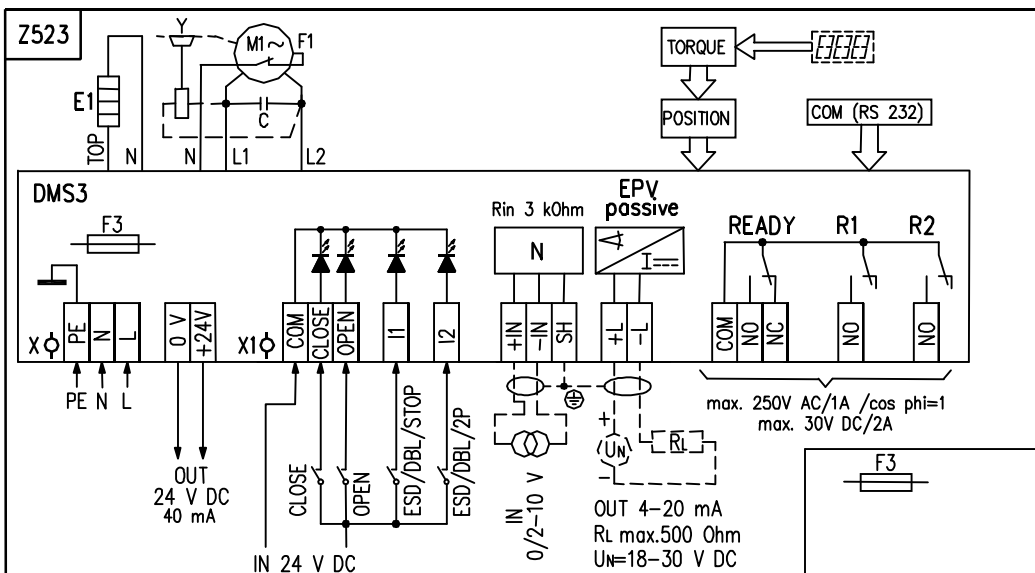 Z523
Y
M1~
F1
E1
C
TOP
N
N
L1
L2
TORQUE
POSITION
COM (RS 232)
DMS3
F3
Rin 3 kOhm
N
EPV
passive
I
READY
R1
R2
X
PE
N
L
0 V
+24V
X1
COM
CLOSE
OPEN
I1
I2
+IN
-IN
SH
+L
-L
COM
NO
NC
NO
NO
PE N L
OUT
24 V DC
40 mA
CLOSE
OPEN
ESD/DBL/STOP
ESD/DBL/2P
IN 24 V DC
IN
0/2-10 V
+
UN
-
RL
OUT 4-20 mA
RL max.500 Ohm
UN=18-30 V DC
max. 250V AC/1A /cos phi=1
max. 30V DC/2A
F3